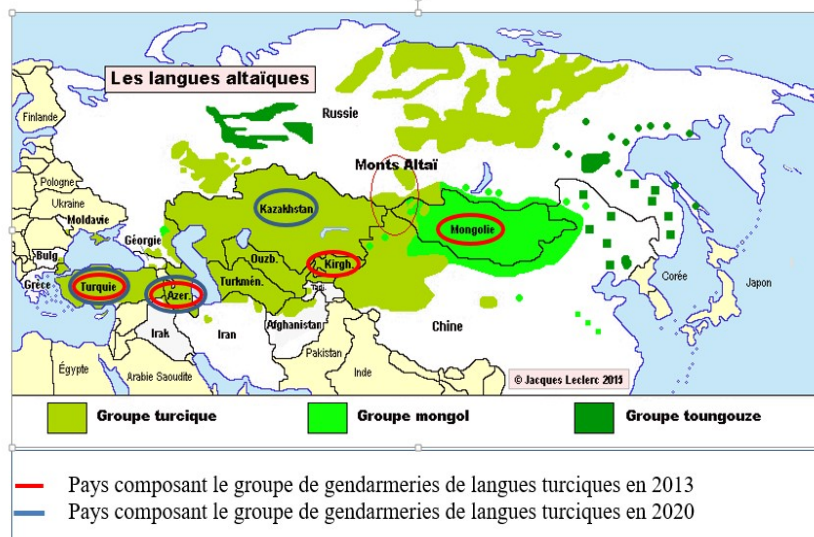 Les langues altaïques
Finlande
Russie
Monts Altaï
Pologne
Ukraine
Moldavie
Kazakhstan
Mongolie
Géorgie
Bulg
Ouzb.
Kirgh.
Grèce
Turquie
Azer.
Turkmén.
Corée
Japon
Irak
Iran
Afghanistan
Chine
Égypte
Arabie Saoudite
Pakistan
Inde
© Jacques Leclerc 2015
Groupe turcique
Groupe mongol
Groupe toungouze
Pays composant le groupe de gendarmeries de langues turciques en 2013
Pays composant le groupe de gendarmeries de langues turciques en 2020